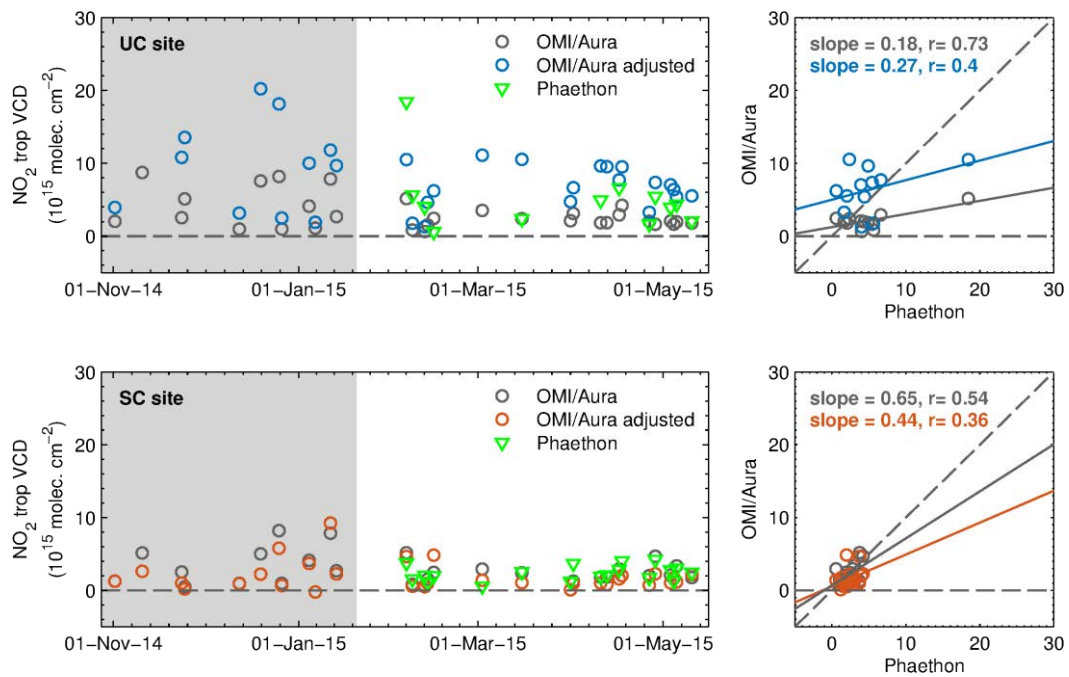 UC site
OMI/Aura
OMI/Aura adjusted
Phaethon
NO2 trop VCD
(10^15 molec. cm^−2)
30
20
10
0
01−Nov−14
01−Jan−15
01−Mar−15
01−May−15
slope = 0.18, r= 0.73
slope = 0.27, r= 0.4
OMI/Aura
30
20
10
0
0
10
20
30
Phaethon
SC site
OMI/Aura
OMI/Aura adjusted
Phaethon
NO2 trop VCD
(10^15 molec. cm^−2)
30
20
10
0
01−Nov−14
01−Jan−15
01−Mar−15
01−May−15
slope = 0.65, r= 0.54
slope = 0.44, r= 0.36
OMI/Aura
30
20
10
0
0
10
20
30
Phaethon